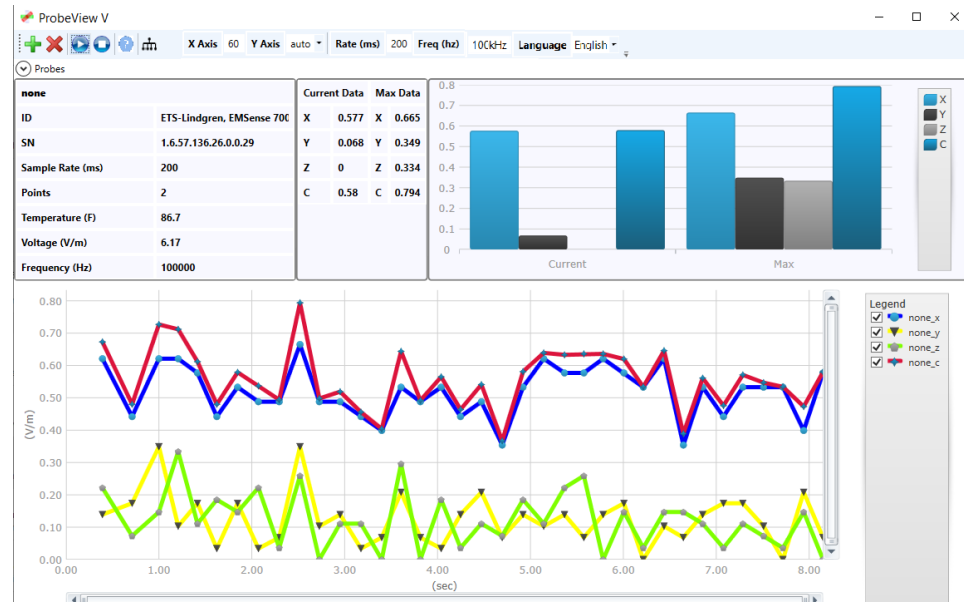 ProbeView V
X Axis 60 Y Axis auto Rate (ms) 200 Freq (hz) 100kHz Language English
Probes
none
ID ETS-Lindgren, EMSense 700
SN 1.6.57.136.26.0.0.29
Sample Rate (ms) 200
Points 2
Temperature (F) 86.7
Voltage (V/m) 6.17
Frequency (Hz) 100000
Current Data Max Data
X 0.577 X 0.665
Y 0.068 Y 0.349
Z 0 Z 0.334
C 0.58 C 0.794
0.8
0.7
0.6
0.5
0.4
0.3
0.2
0.1
0
Current Max
X
Y
Z
C
0.80
0.70
0.60
0.50
0.40
0.30
0.20
0.10
0.00
(V/m)
0.00 1.00 2.00 3.00 4.00 5.00 6.00 7.00 8.00
(sec)
Legend
none_x
none_y
none_z
none_c